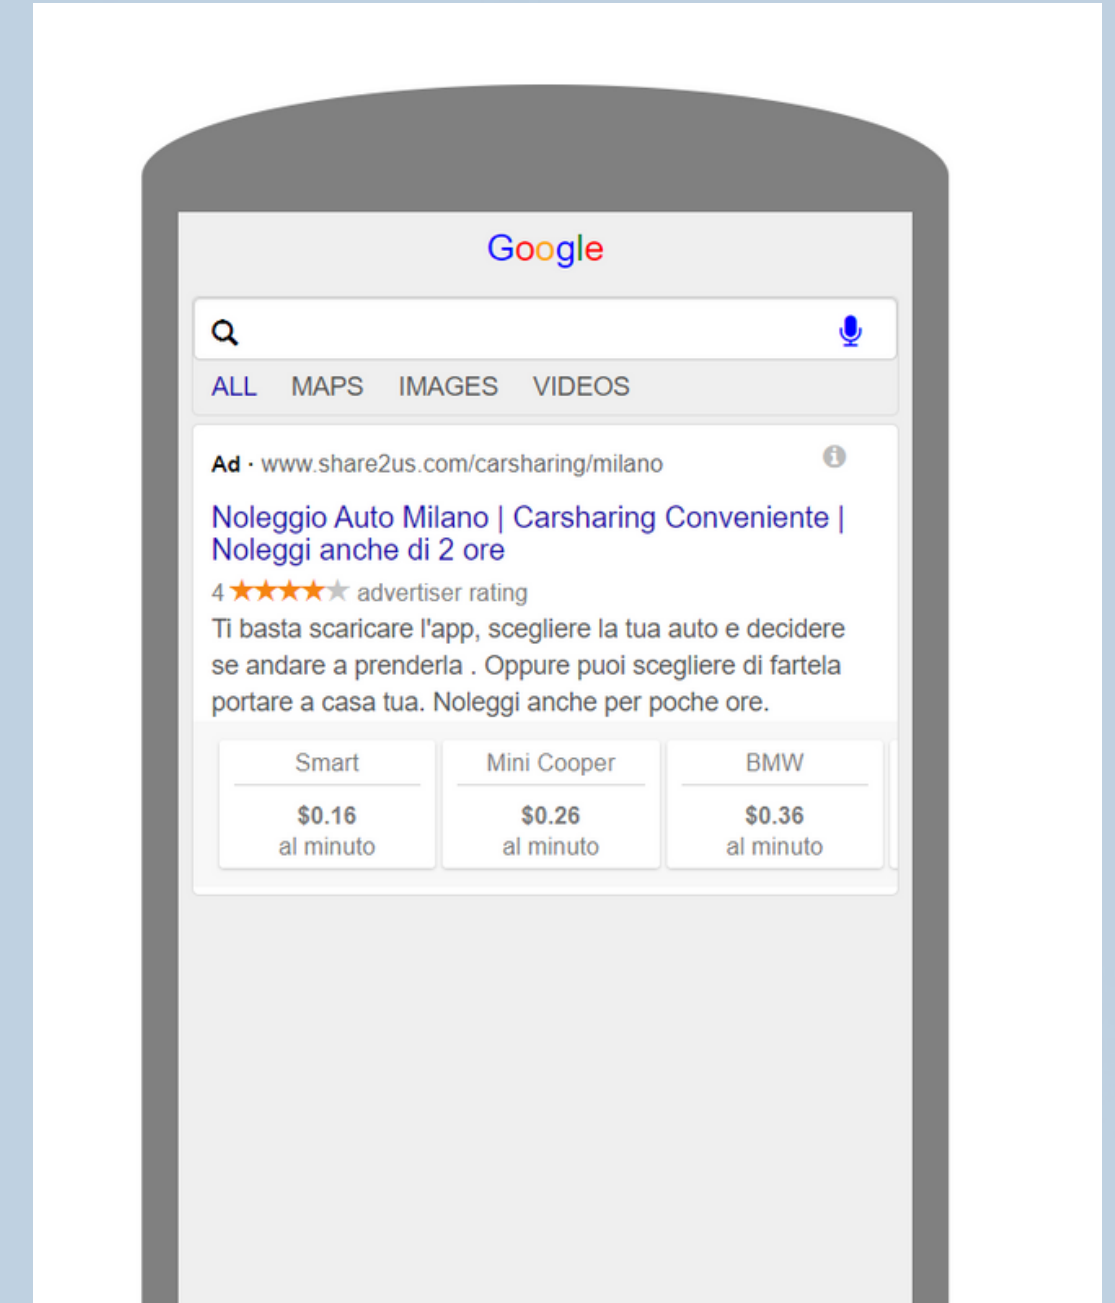 Google
ALL MAPS IMAGES VIDEOS
Ad · www.share2us.com/carsharing/milano
Noleggio Auto Milano | Carsharing Conveniente |
Noleggi anche di 2 ore
4 advertiser rating
Ti basta scaricare l'app, scegliere la tua auto e decidere
se andare a prenderla . Oppure puoi scegliere di fartela
portare a casa tua. Noleggi anche per poche ore.
Smart Mini Cooper BMW
$0.16 $0.26 $0.36
al minuto al minuto al minuto